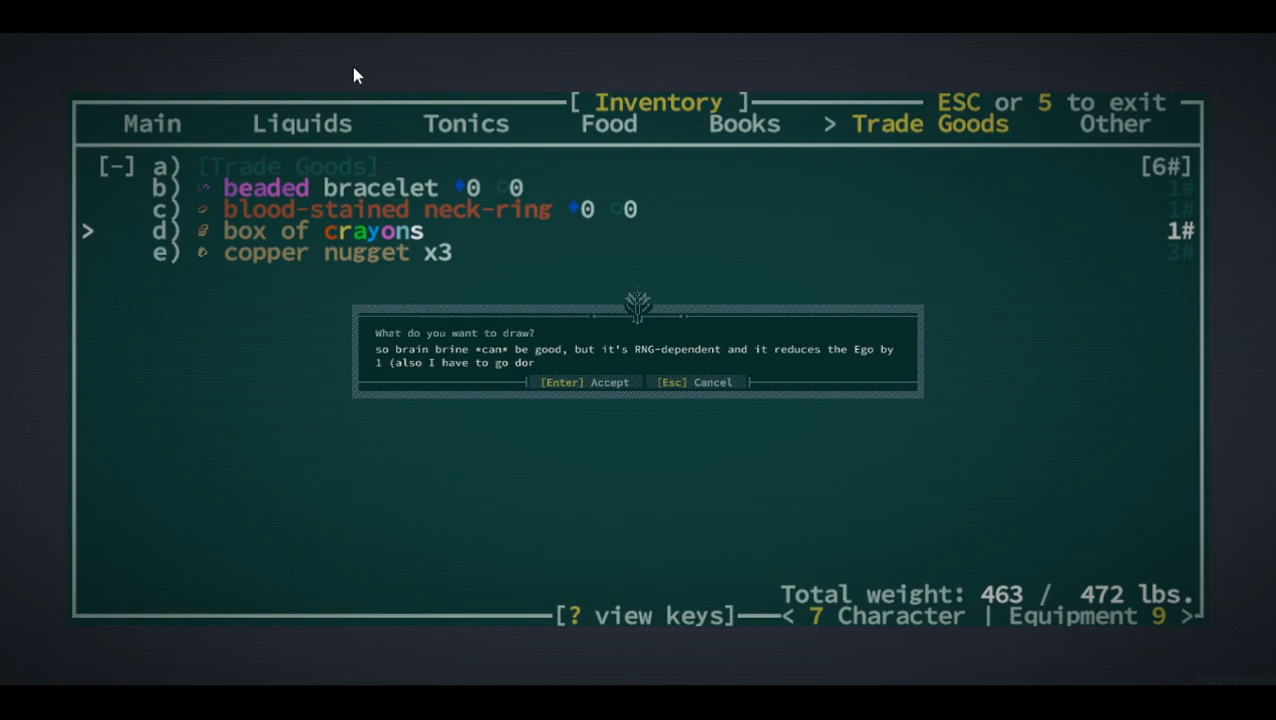 [ Inventory ] ESC or 5 to exit
Main Liquids Tonics Food Books > Trade Goods Other
[-] a) [Trade Goods] [6#]
b) beaded bracelet ♦0 ○0 1#
c) blood-stained neck-ring ♦0 ○0 1#
> d) box of crayons 1#
e) copper nugget x3 3#
What do you want to draw?
so brain brine *can* be good, but it's RNG-dependent and it reduces the Ego by
1 (also I have to go dor
[Enter] Accept [Esc] Cancel
Total weight: 463 / 472 lbs.
[? view keys] < 7 Character | Equipment 9 >
PASSTHROUGH